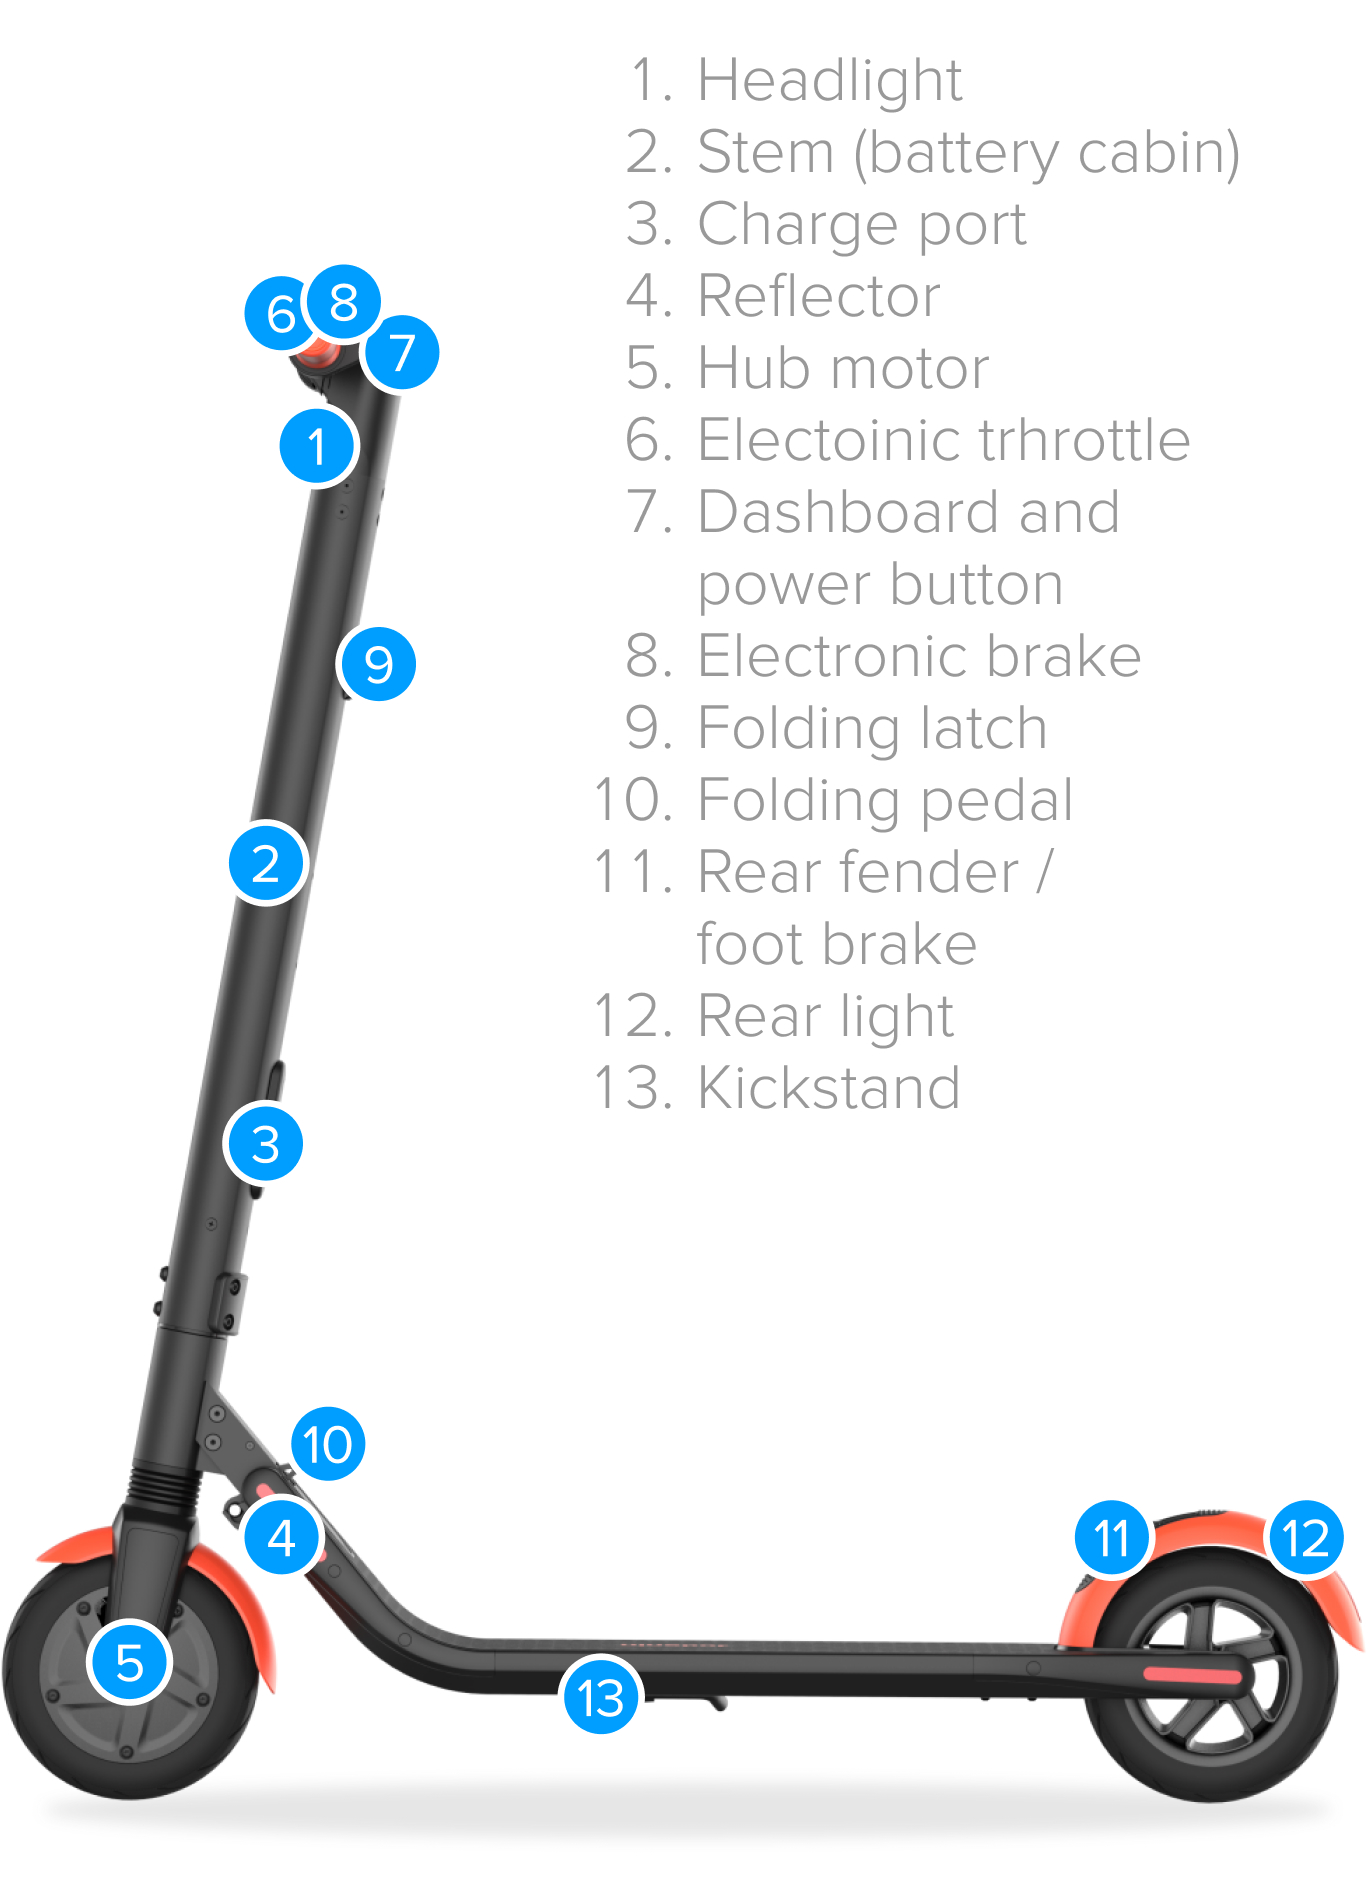 1. Headlight
2. Stem (battery cabin)
3. Charge port
4. Reflector
5. Hub motor
6. Electoinic trhrottle
7. Dashboard and
power button
8. Electronic brake
9. Folding latch
10. Folding pedal
11. Rear fender /
foot brake
12. Rear light
13. Kickstand
6 8 7
1
9
2
3
10
4
11 12
5
13